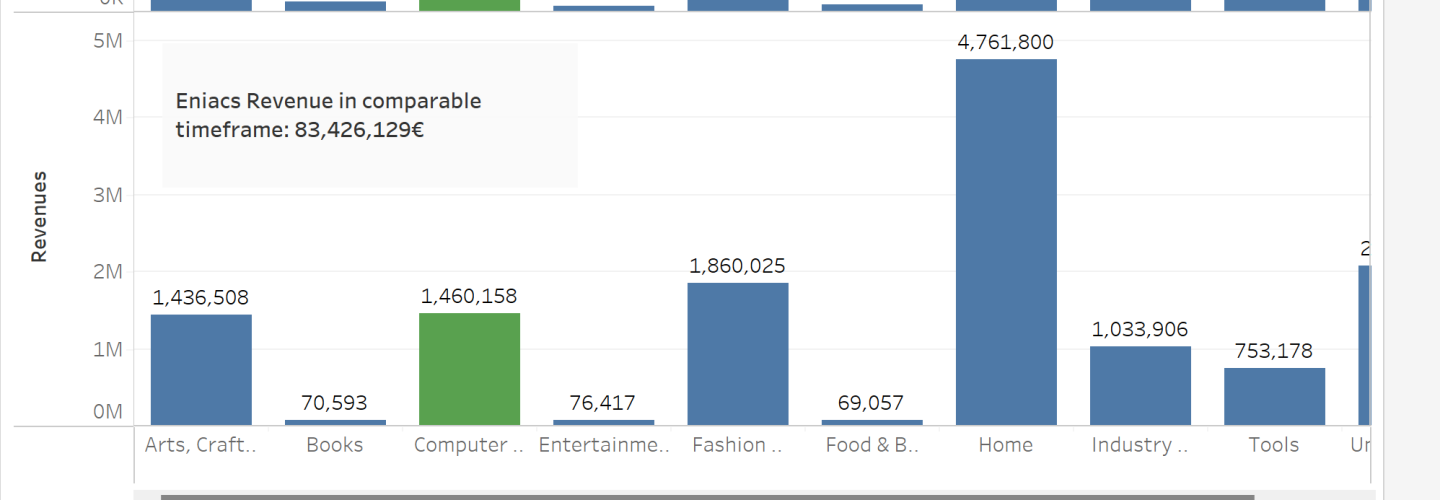 5M
4,761,800
Eniacs Revenue in comparable
timeframe: 83,426,129€
4M
3M
Revenues
2M
1,860,025
1,436,508
1,460,158
1,033,906
1M
753,178
70,593
76,417
69,057
0M
Arts, Craft.. Books Computer .. Entertainme.. Fashion .. Food & B.. Home Industry .. Tools